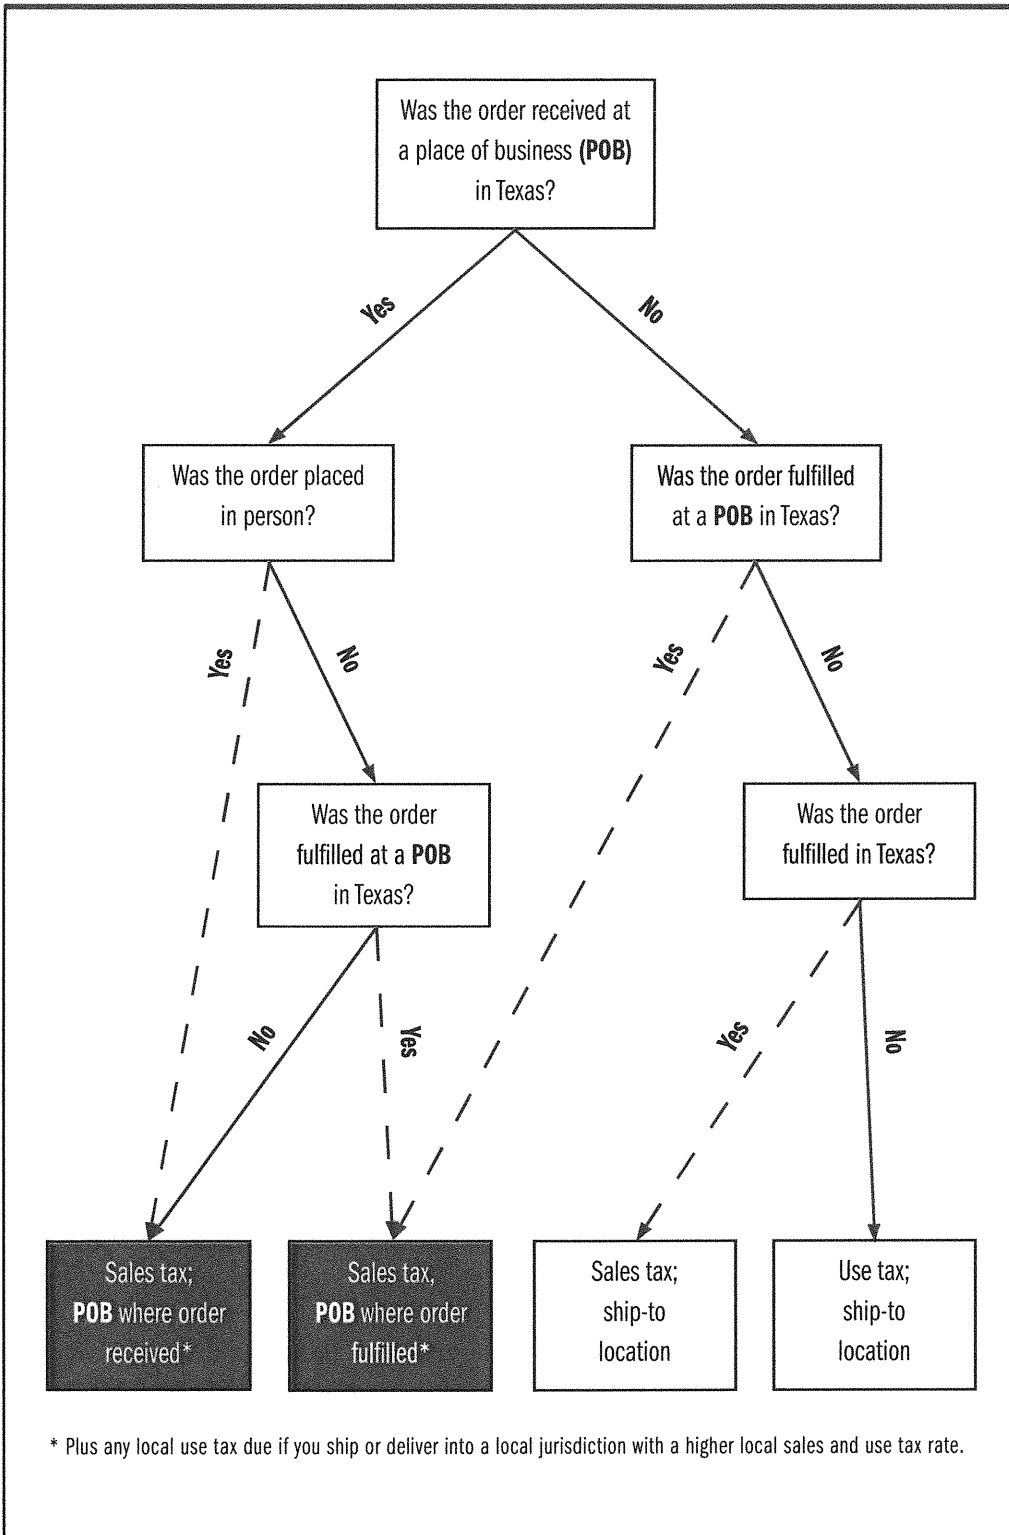 Was the order received at
a place of business (POB)
in Texas?
Yes
No
Was the order placed
in person?
Was the order fulfilled
at a POB in Texas?
Yes
No
Yes
No
Was the order
fulfilled at a POB
in Texas?
Was the order
fulfilled in Texas?
No
Yes
Yes
No
Sales tax;
POB where order
received*
Sales tax,
POB where order
fulfilled*
Sales tax;
ship-to
location
Use tax;
ship-to
location
* Plus any local use tax due if you ship or deliver into a local jurisdiction with a higher local sales and use tax rate.